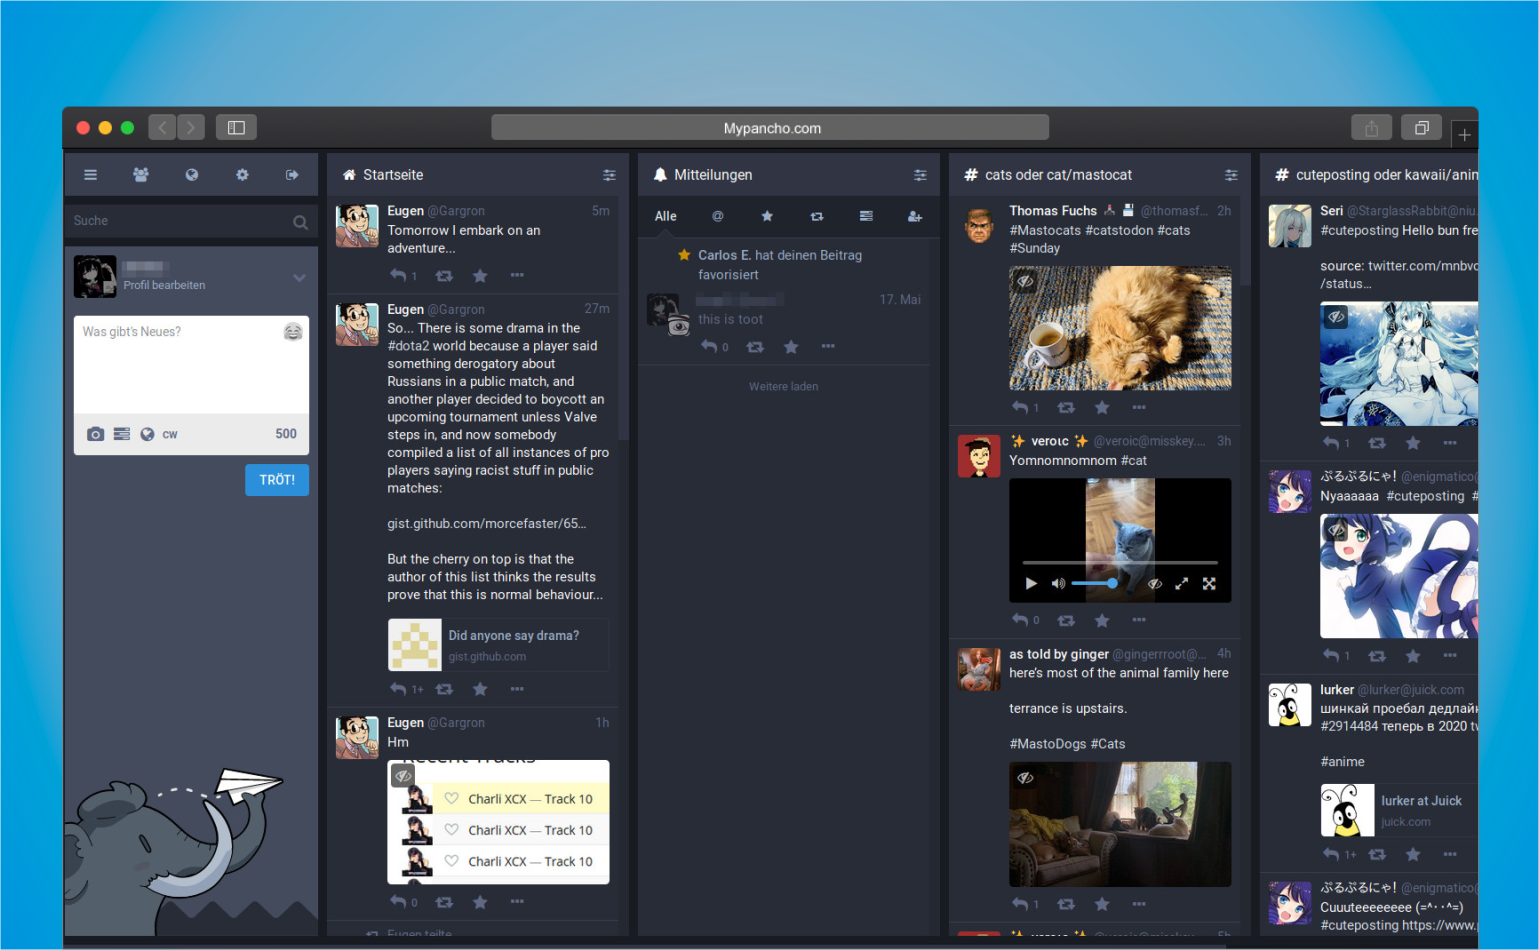 Mypancho.com
Suche
Profil bearbeiten
Was gibt's Neues?
CW
500
TRÖT!
Startseite
Eugen @Gargron 5m
Tomorrow I embark on an
adventure...
1
Eugen @Gargron 27m
So... There is some drama in the
#dota2 world because a player said
something derogatory about
Russians in a public match, and
another player decided to boycott an
upcoming tournament unless Valve
steps in, and now somebody
compiled a list of all instances of pro
players saying racist stuff in public
matches:
gist.github.com/morcefaster/65...
But the cherry on top is that the
author of this list thinks the results
prove that this is normal behaviour...
Did anyone say drama?
gist.github.com
1+
Eugen @Gargron 1h
Hm
Recent Tracks
Charli XCX — Track 10
Charli XCX — Track 10
Charli XCX — Track 10
0
Eugen teilte
Mitteilungen
Alle
Carlos E. hat deinen Beitrag
favorisiert
17. Mai
this is toot
0
Weitere laden
# cats oder cat/mastocat
Thomas Fuchs @thomasf... 2h
#Mastocats #catstodon #cats
#Sunday
1
✨ veroıc ✨ @veroic@misskey.... 3h
Yomnomnomnom #cat
0
as told by ginger @gingerrroot@... 4h
here's most of the animal family here
terrance is upstairs.
#MastoDogs #Cats
1
✨ veroıc ✨ @veroic@misskey.... 5h
# cuteposting oder kawaii/anin
Seri @StarglassRabbit@niu.
#cuteposting Hello bun fre
source: twitter.com/mnbvc
/status...
1
ぷるぷるにゃ! @enigmatico@
Nyaaaaaa #cuteposting #
1
lurker @lurker@juick.com
шинкай проебал дедлайн
#2914484 теперь в 2020 tv
#anime
lurker at Juick
juick.com
1+
ぷるぷるにゃ! @enigmatico@
Cuuuteeeeeeee (=^･･^=)
#cuteposting https://www.p